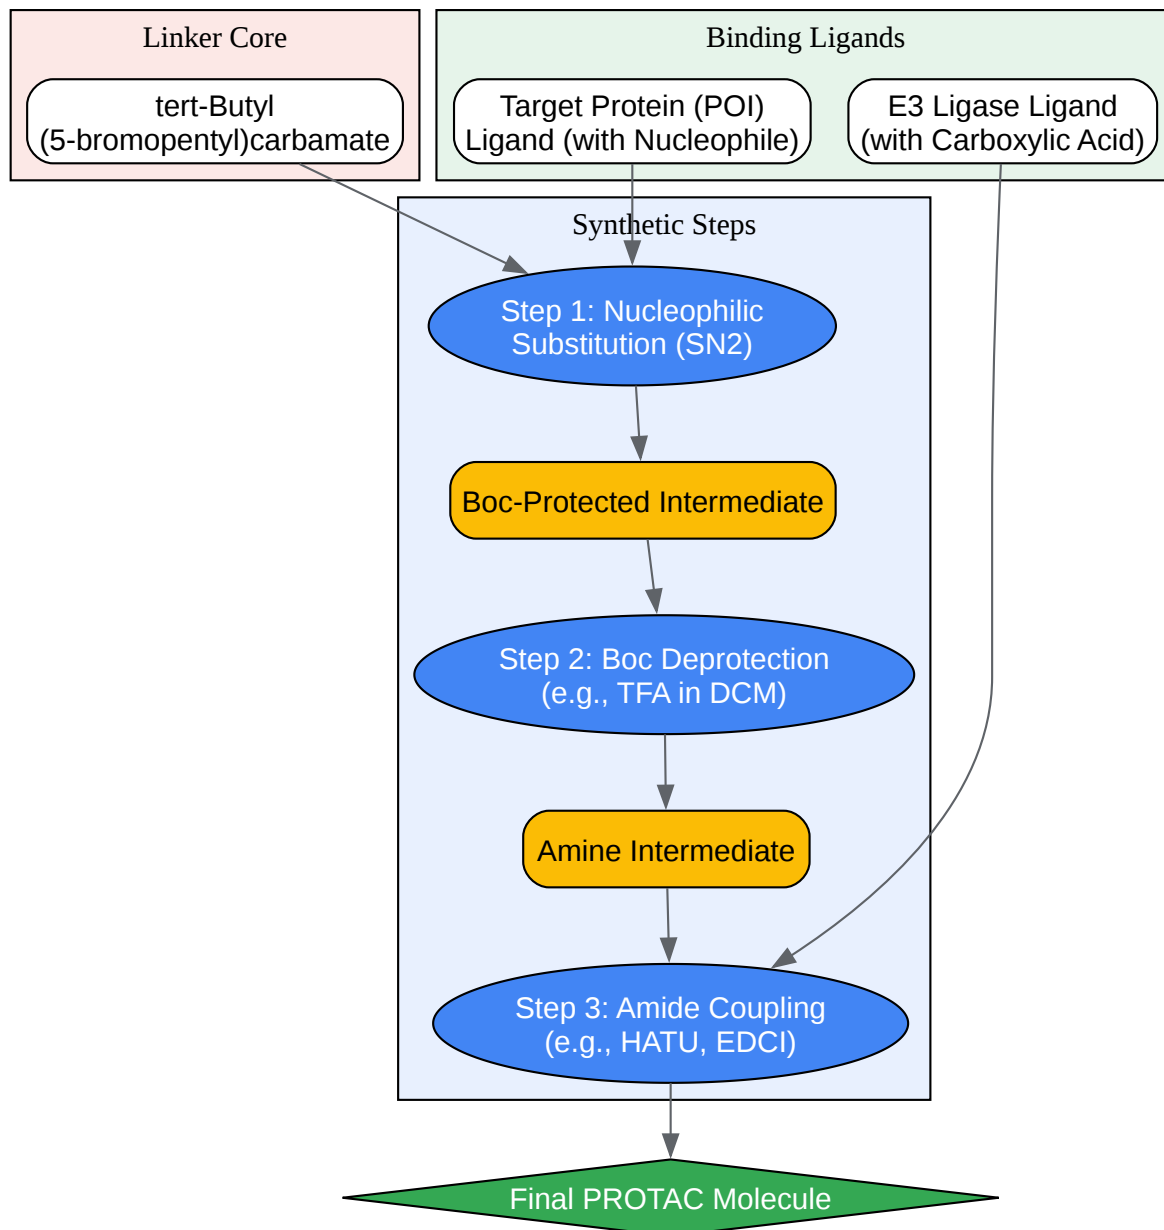 Linker Core
Binding Ligands
tert-Butyl
(5-bromopentyl)carbamate
Target Protein (POI)
Ligand (with Nucleophile)
E3 Ligase Ligand
(with Carboxylic Acid)
Synthetic Steps
Step 1: Nucleophilic
Substitution (SN2)
Boc-Protected Intermediate
Step 2: Boc Deprotection
(e.g., TFA in DCM)
Amine Intermediate
Step 3: Amide Coupling
(e.g., HATU, EDCI)
Final PROTAC Molecule